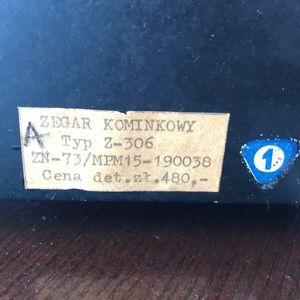 ZEGAR KOMINKOWY
A Typ Z-306
ZN-73/MPM15-190038
Cena det.zł.480,-
1